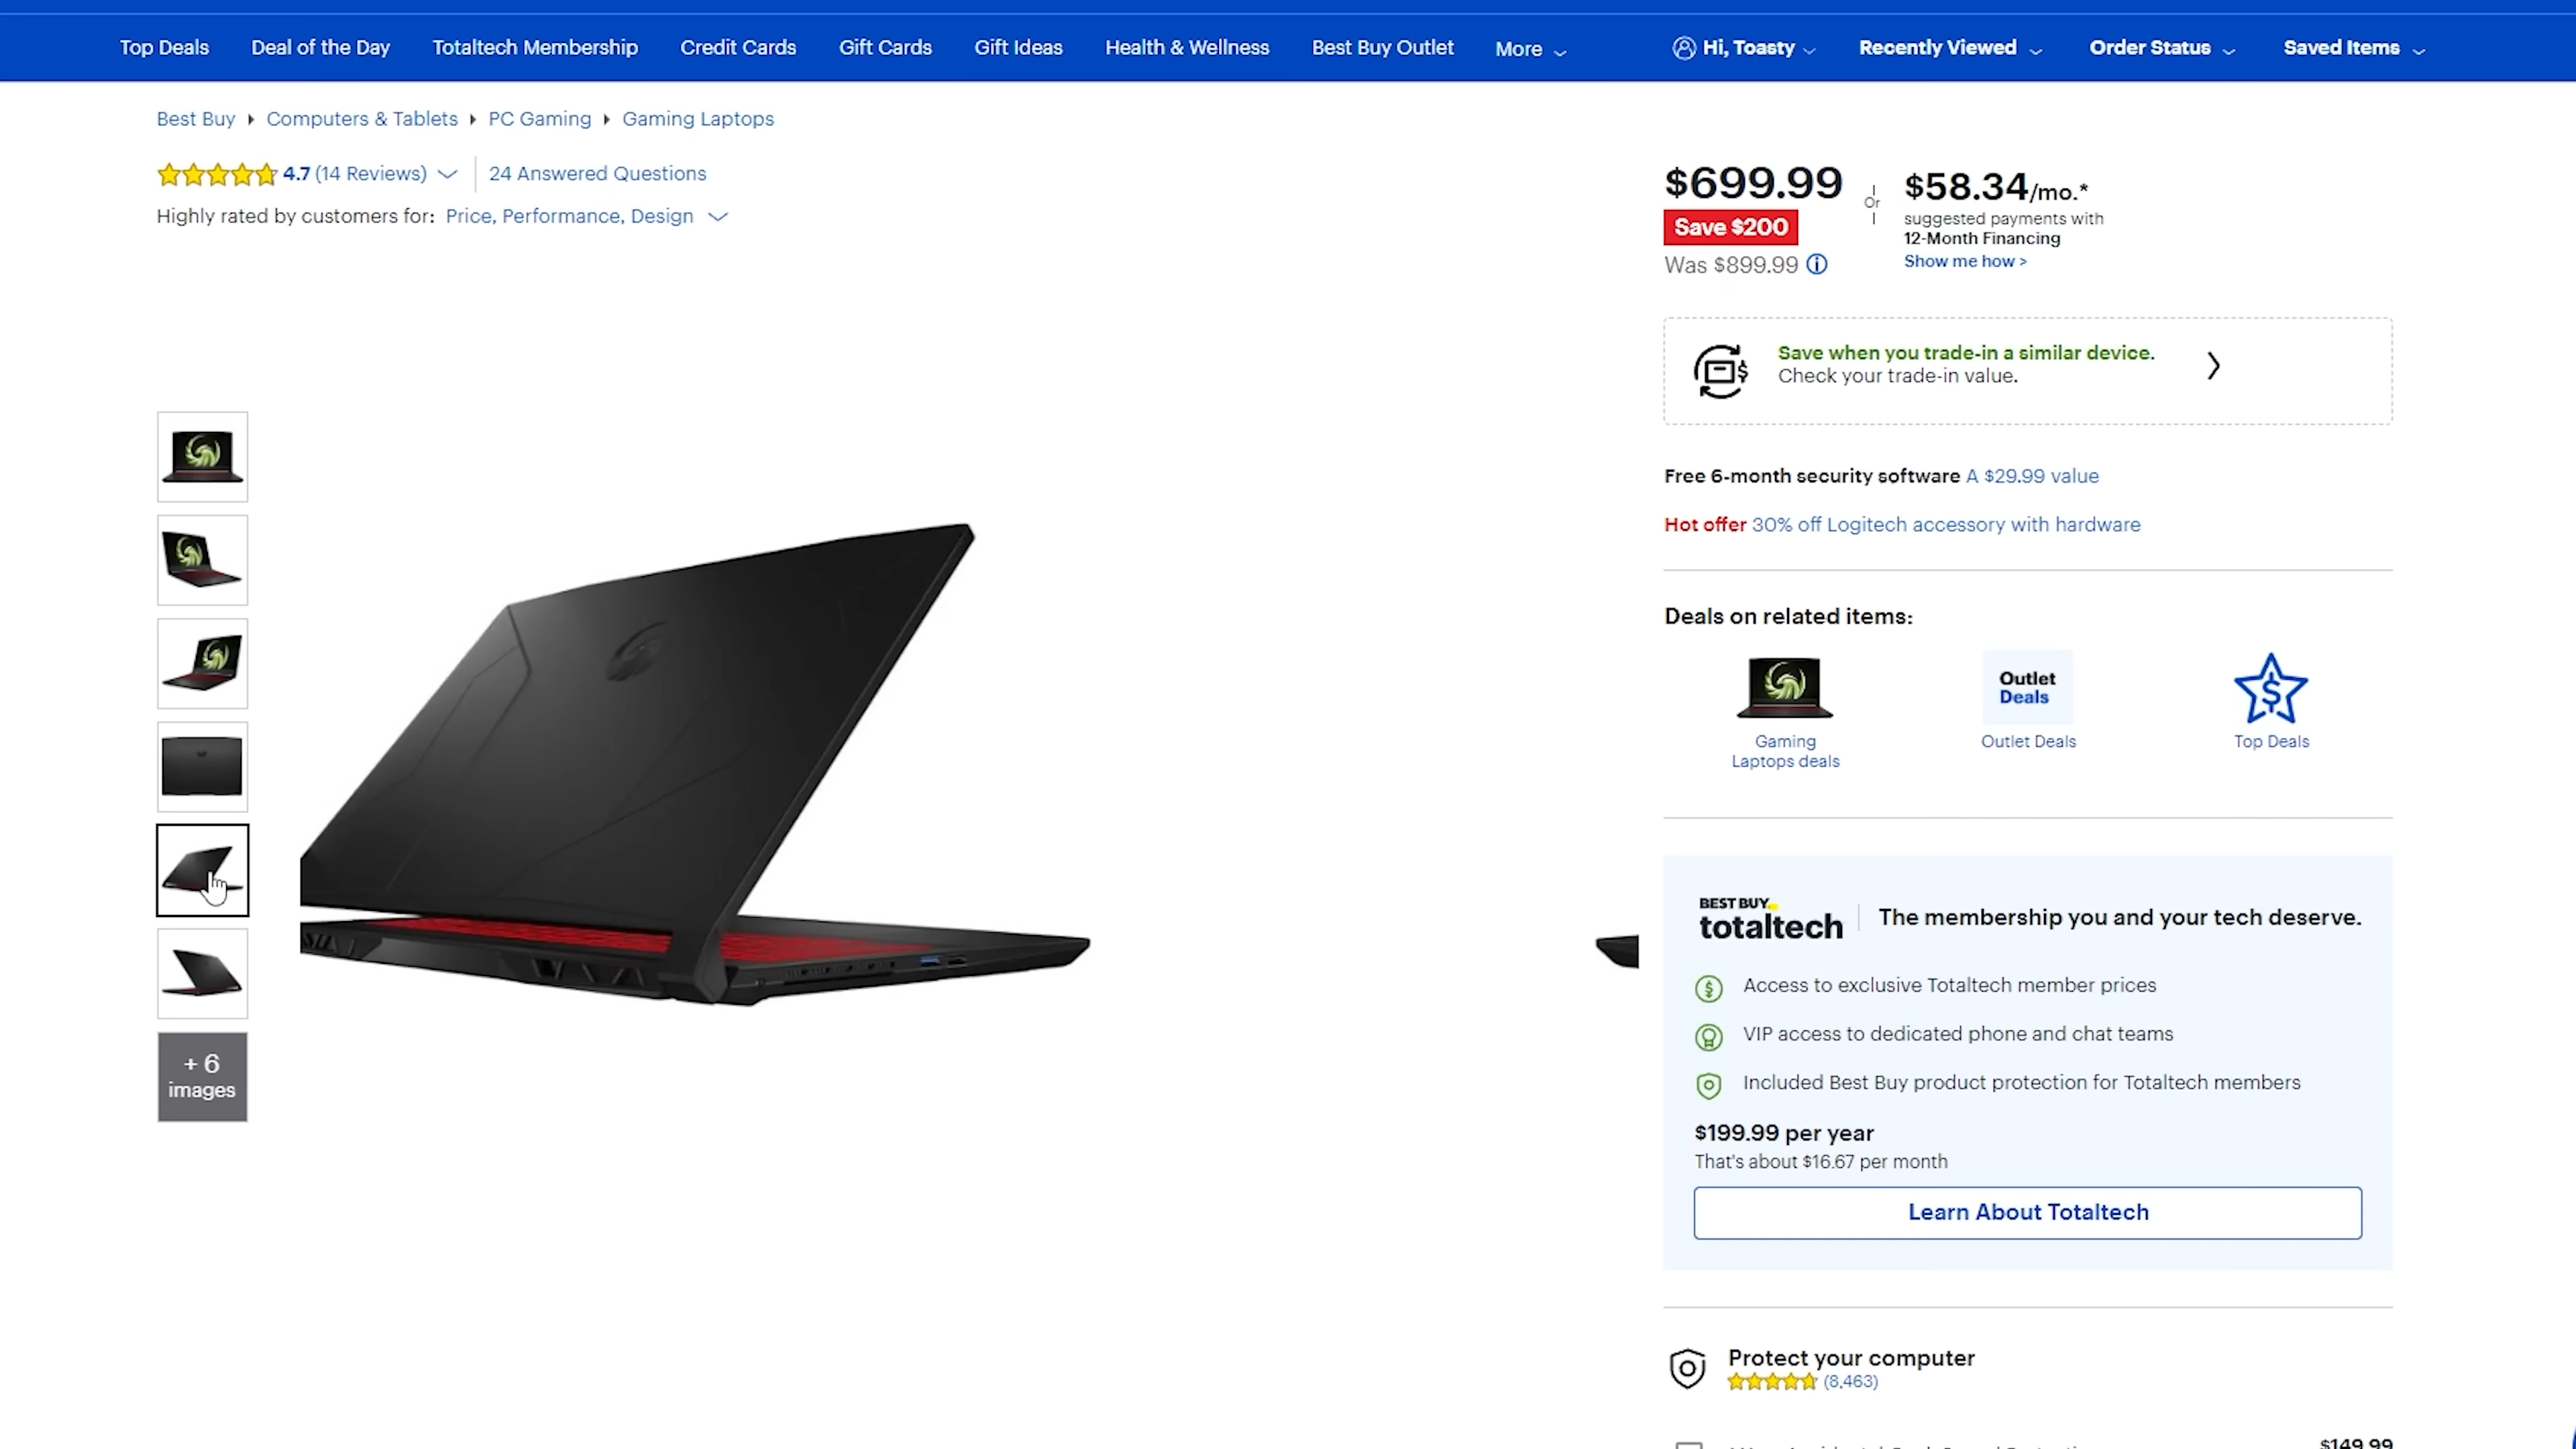 Top Deals
Deal of the Day
Totaltech Membership
Credit Cards
Gift Cards
Gift Ideas
Health & Wellness
Best Buy Outlet
More
Hi, Toasty
Recently Viewed
Order Status
Saved Items
Best Buy
Computers & Tablets
PC Gaming
Gaming Laptops
4.7 (14 Reviews)
24 Answered Questions
Highly rated by customers for: Price, Performance, Design
+ 6
images
$699.99
Save $200
Was $899.99
Or
$58.34/mo.*
suggested payments with
12-Month Financing
Show me how >
Save when you trade-in a similar device.
Check your trade-in value.
Free 6-month security software A $29.99 value
Hot offer 30% off Logitech accessory with hardware
Deals on related items:
Gaming
Laptops deals
Outlet
Deals
Outlet Deals
Top Deals
BEST BUY
totaltech
The membership you and your tech deserve.
Access to exclusive Totaltech member prices
VIP access to dedicated phone and chat teams
Included Best Buy product protection for Totaltech members
$199.99 per year
That's about $16.67 per month
Learn About Totaltech
Protect your computer
(8,463)
$149.99